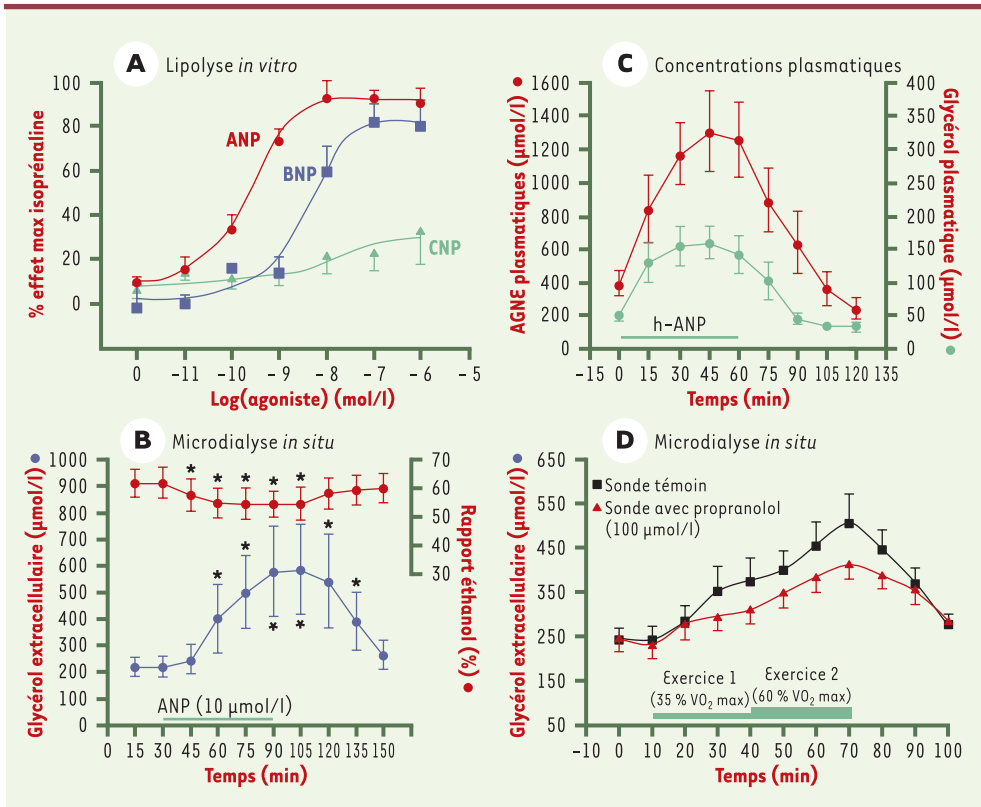 A Lipolyse in vitro
% effet max isoprénaline
100
80
60
40
20
0
ANP
BNP
CNP
0 -11 -10 -9 -8 -7 -6 -5
Log(agoniste) (mol/l)
C Concentrations plasmatiques
AGNE plasmatiques (µmol/l)
1600
1400
1200
1000
800
600
400
200
0
Glycérol plasmatique (µmol/l)
400
350
300
250
200
150
100
50
0
h-ANP
-15 0 15 30 45 60 75 90 105 120 135
Temps (min)
B Microdialyse in situ
Glycérol extracellulaire (µmol/l)
1000
900
800
700
600
500
400
300
200
100
0
Rapport éthanol (%)
70
60
50
40
30
* * * * *
* * *
* *
* *
ANP (10 µmol/l)
0 15 30 45 60 75 90 105 120 135 150
Temps (min)
D Microdialyse in situ
Glycérol extracellulaire (µmol/l)
650
550
450
350
250
150
50
Sonde témoin
Sonde avec propranolol
(100 µmol/l)
Exercice 1
(35 % VO2 max)
Exercice 2
(60 % VO2 max)
-10 0 10 20 30 40 50 60 70 80 90 100
Temps (min)